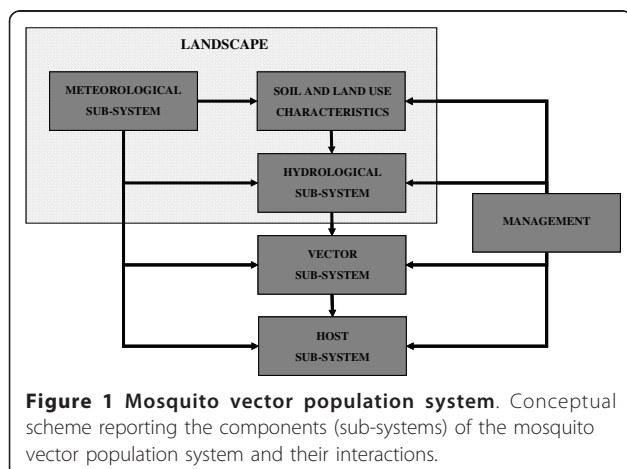 LANDSCAPE
METEOROLOGICAL
SUB-SYSTEM
SOIL AND LAND USE
CHARACTERISTICS
HYDROLOGICAL
SUB-SYSTEM
MANAGEMENT
VECTOR
SUB-SYSTEM
HOST
SUB-SYSTEM
Figure 1 Mosquito vector population system. Conceptual
scheme reporting the components (sub-systems) of the mosquito
vector population system and their interactions.